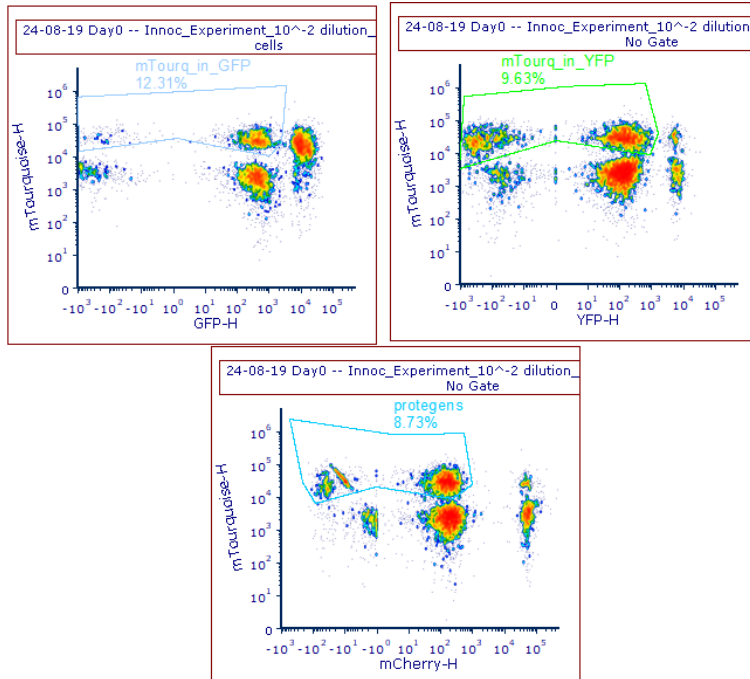 24-08-19 Day0 -- Innoc_Experiment_10^-2 dilution_
cells
mTourq_in_GFP
12.31%
mTourquoise-H
10^6
10^5
10^4
10^3
10^2
10^1
0
-10^3 -10^2 -10^1 10^0 10^1 10^2 10^3 10^4 10^5
GFP-H
24-08-19 Day0 -- Innoc_Experiment_10^-2 dilution_
No Gate
mTourq_in_YFP
9.63%
mTourquoise-H
10^6
10^5
10^4
10^3
10^2
10^1
0
-10^3 -10^2 -10^1 0 10^1 10^2 10^3 10^4 10^5
YFP-H
24-08-19 Day0 -- Innoc_Experiment_10^-2 dilution_
No Gate
protegens
8.73%
mTourquoise-H
10^6
10^5
10^4
10^3
10^2
10^1
0
-10^3 -10^2 -10^1 -10^0 10^1 10^2 10^3 10^4 10^5
mCherry-H